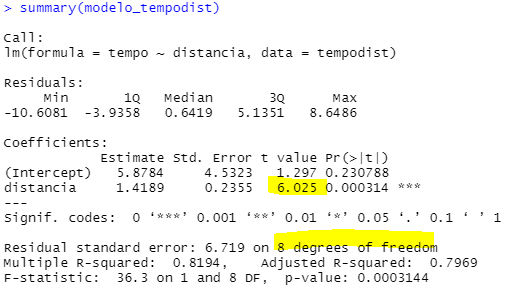 > summary(modelo_tempodist)
Call:
lm(formula = tempo ~ distancia, data = tempodist)
Residuals:
Min 1Q Median 3Q Max
-10.6081 -3.9358 0.6419 5.1351 8.6486
Coefficients:
Estimate Std. Error t value Pr(>|t|)
(Intercept) 5.8784 4.5323 1.297 0.230788
distancia 1.4189 0.2355 6.025 0.000314 ***
---
Signif. codes: 0 ‘***’ 0.001 ‘**’ 0.01 ‘*’ 0.05 ‘.’ 0.1 ‘ ’ 1
Residual standard error: 6.719 on 8 degrees of freedom
Multiple R-squared: 0.8194, Adjusted R-squared: 0.7969
F-statistic: 36.3 on 1 and 8 DF, p-value: 0.0003144